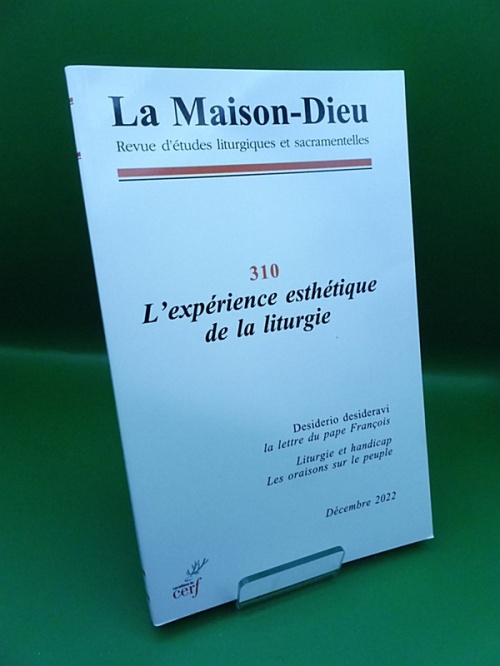 La Maison-Dieu
Revue d'études liturgiques et sacramentelles
310
L'expérience esthétique
de la liturgie
Desiderio desideravi
la lettre du pape François
Liturgie et handicap
Les oraisons sur le peuple
Décembre 2022
cerf